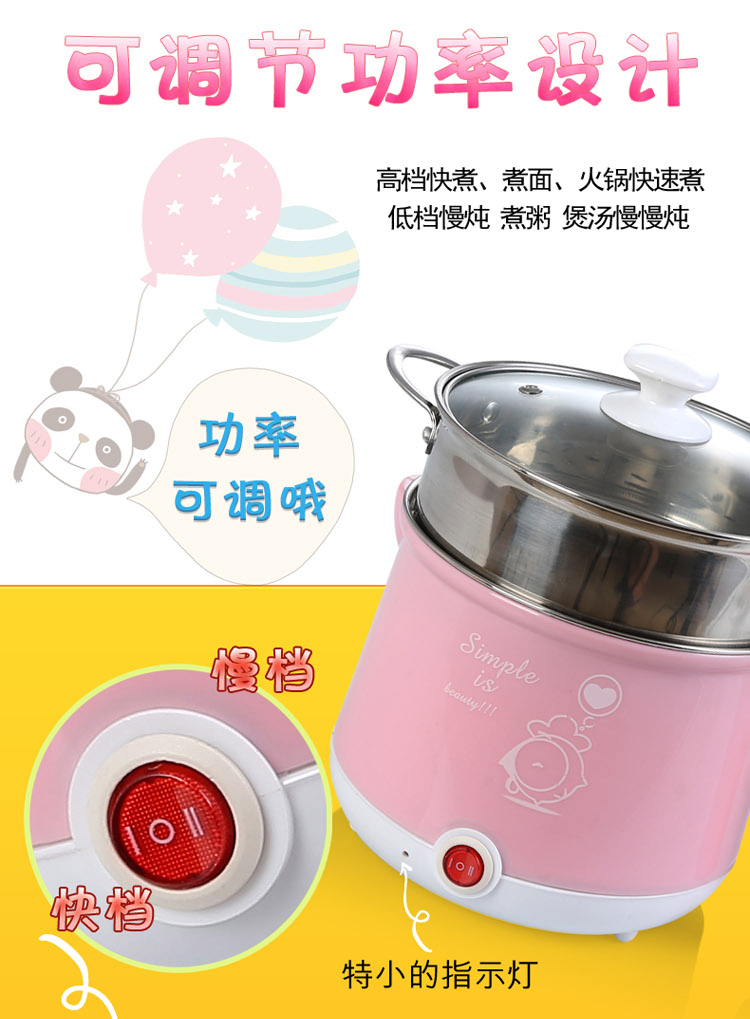 可调节功率设计
高档快煮、煮面、火锅快速煮
低档慢炖 煮粥 煲汤慢慢炖
功率
可调哦
Simple
is
beauty!!!
慢档
I O II
I O II
快档
特小的指示灯